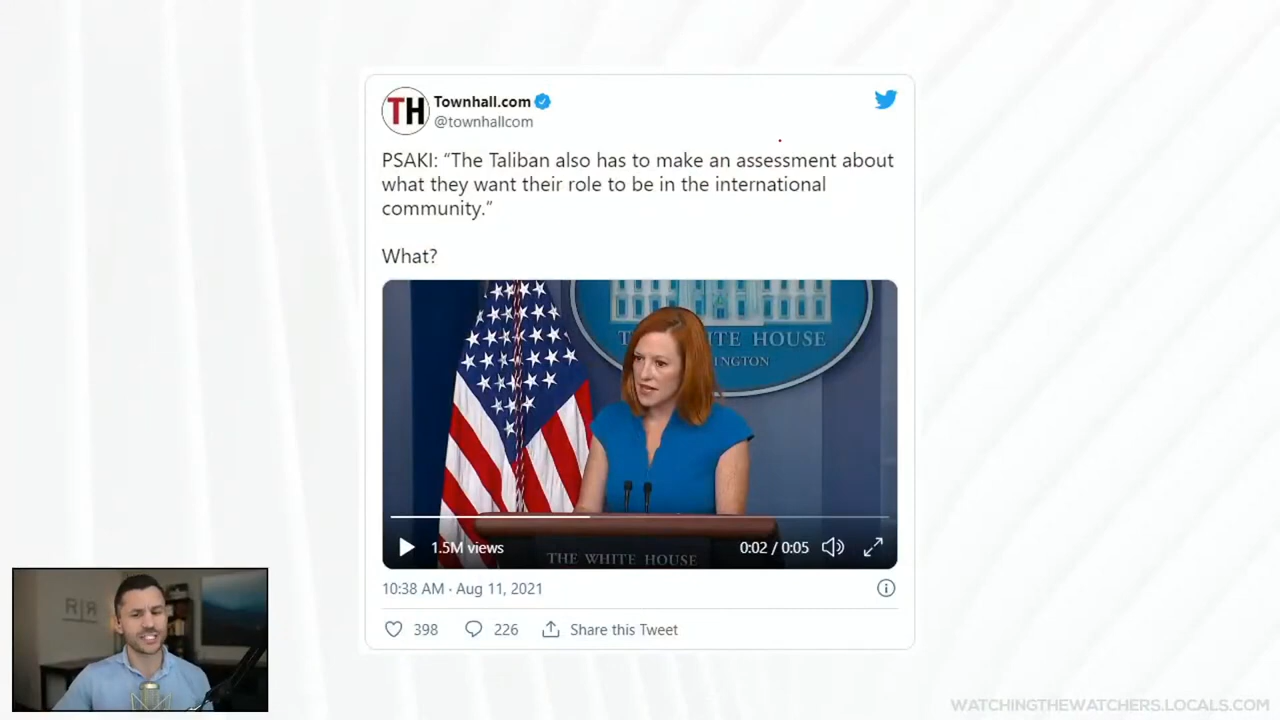 TH
Townhall.com
@townhallcom
PSAKI: “The Taliban also has to make an assessment about
what they want their role to be in the international
community.”
What?
THE WHITE HOUSE
INGTON
1.5M views
0:02 / 0:05
THE WHITE HOUSE
10:38 AM · Aug 11, 2021
398
226
Share this Tweet
R|R
WATCHINGTHEWATCHERS.LOCALS.COM